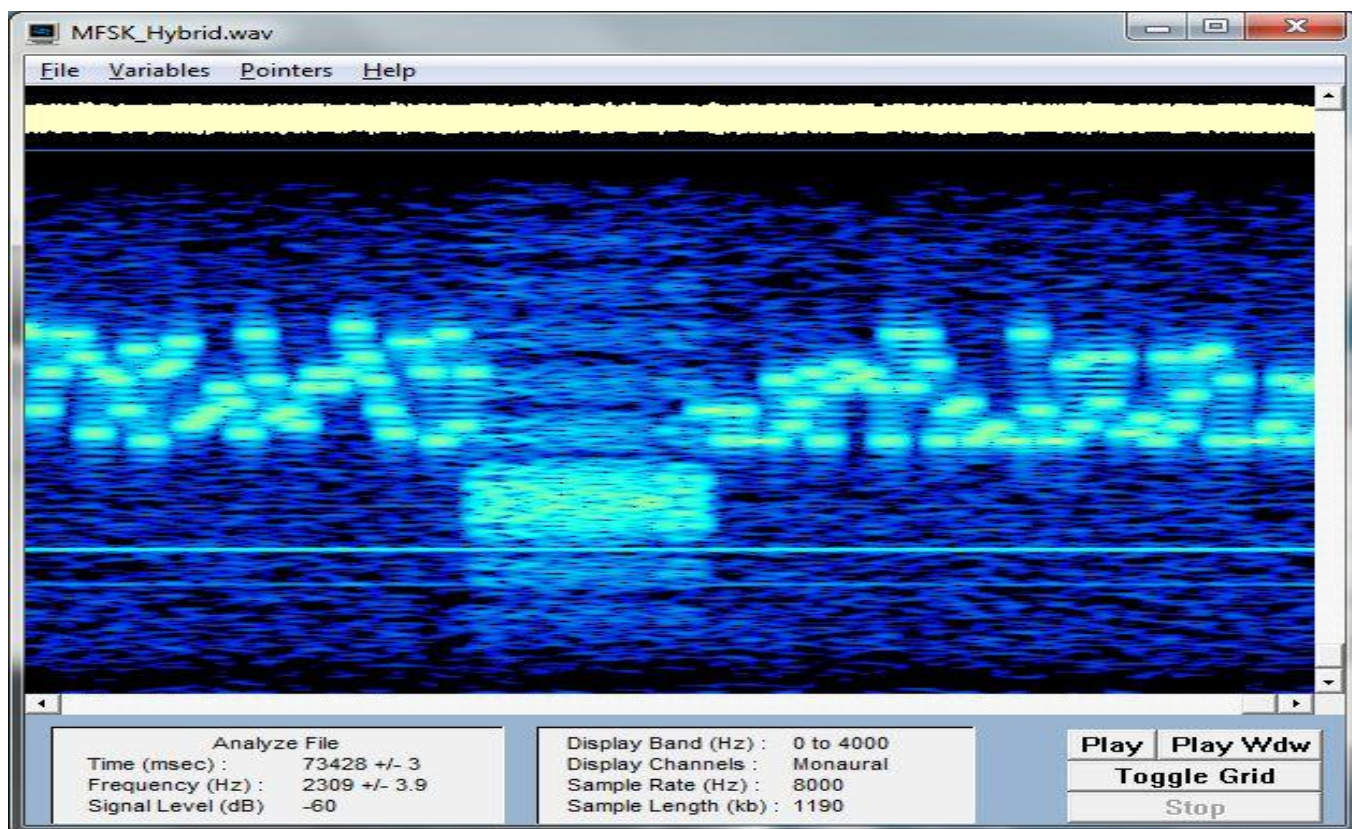 MFSK_Hybrid.wav
File Variables Pointers Help
Analyze File
Time (msec) : 73428 +/- 3
Frequency (Hz) : 2309 +/- 3.9
Signal Level (dB) -60
Display Band (Hz) : 0 to 4000
Display Channels : Monaural
Sample Rate (Hz) : 8000
Sample Length (kb) : 1190
Play Play Wdw
Toggle Grid
Stop